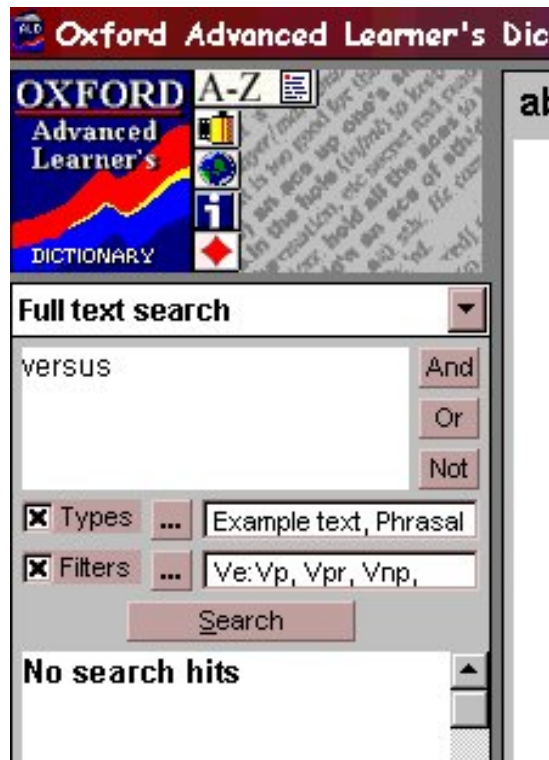 Oxford Advanced Learner's Dic
OXFORD
Advanced
Learner's
DICTIONARY
A-Z
i
al
Full text search
versus
And
Or
Not
Types ... Example text, Phrasal
Filters ... Ve:Vp, Vpr, Vnp,
Search
No search hits